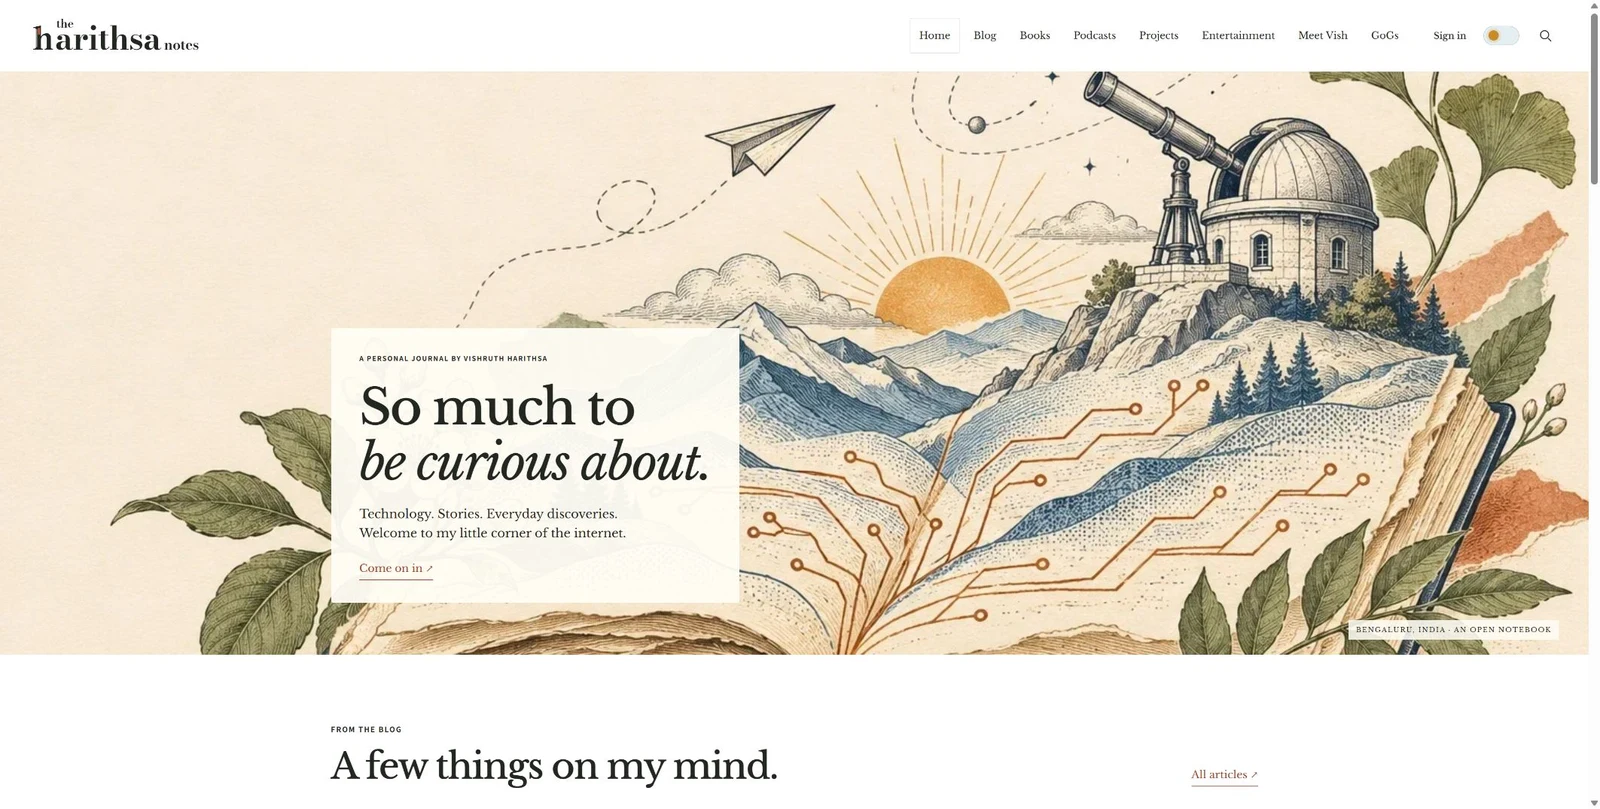 the
harithsa notes
Home Blog Books Podcasts Projects Entertainment Meet Vish GoGs Sign in
A PERSONAL JOURNAL BY VISHRUTH HARITHSA
So much to
be curious about.
Technology. Stories. Everyday discoveries.
Welcome to my little corner of the internet.
Come on in ↗
BENGALURU, INDIA · AN OPEN NOTEBOOK
FROM THE BLOG
A few things on my mind.
All articles ↗